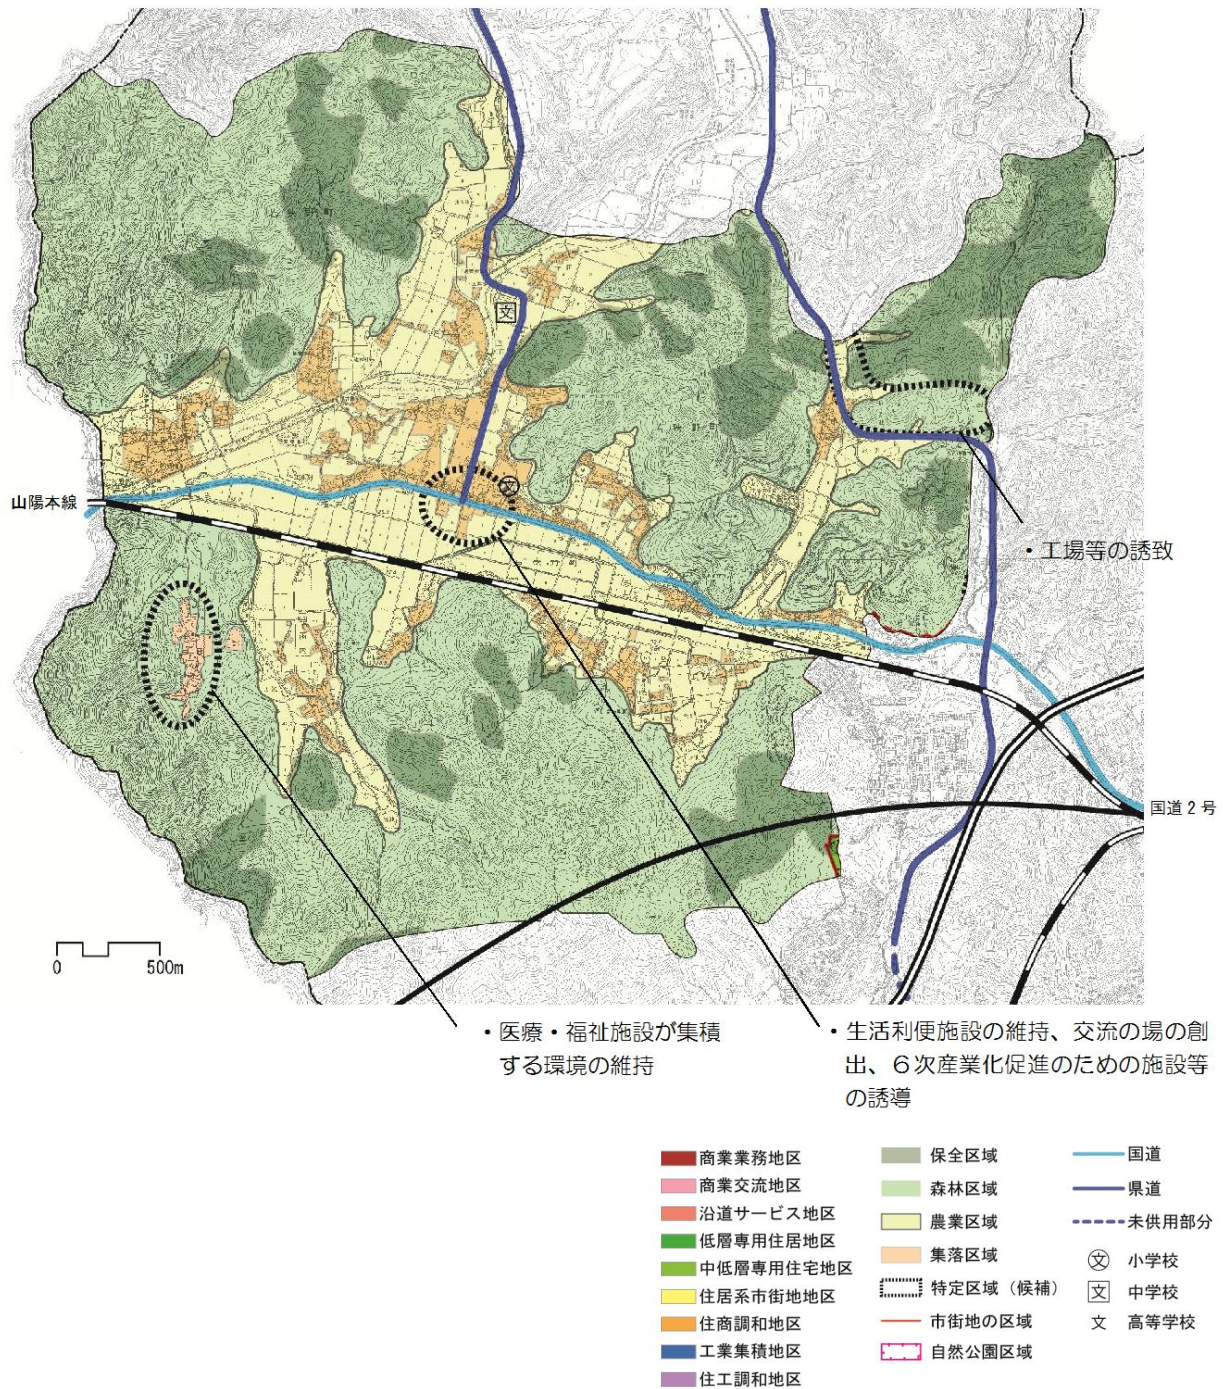 山陽本線
・工場等の誘致
国道2号
0 500m
・医療・福祉施設が集積
する環境の維持
・生活利便施設の維持、交流の場の創
出、6次産業化促進のための施設等
の誘導
文
文
商業業務地区
商業交流地区
沿道サービス地区
低層専用住居地区
中低層専用住宅地区
住居系市街地地区
住商調和地区
工業集積地区
住工調和地区
保全区域
森林区域
農業区域
集落区域
特定区域（候補）
市街地の区域
自然公園区域
国道
県道
未供用部分
文 小学校
文 中学校
文 高等学校